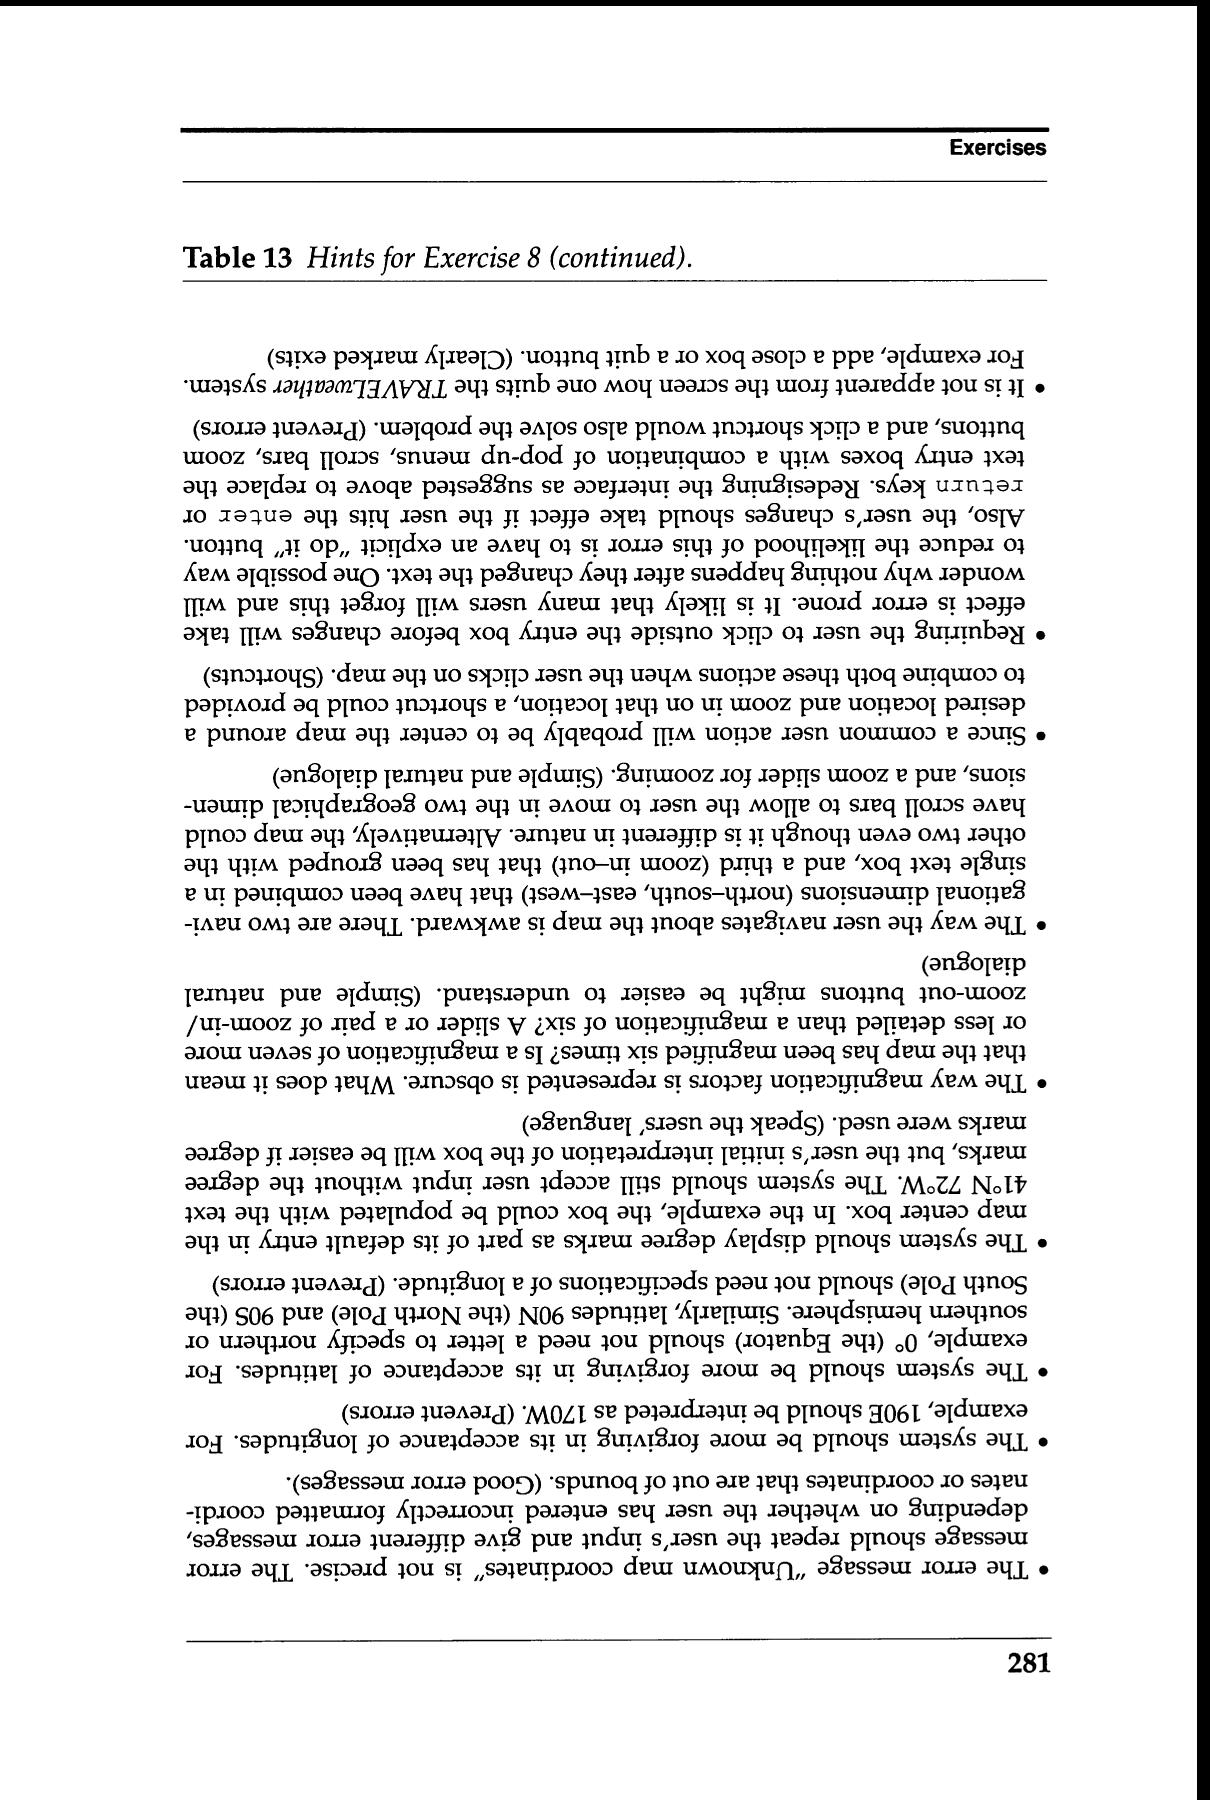 Exercises
Table 13 Hints for Exercise 8 (continued).
• The error message "Unknown map coordinates" is not precise. The error
message should repeat the user's input and give different error messages,
depending on whether the user has entered incorrectly formatted coordi-
nates or coordinates that are out of bounds. (Good error messages).
• The system should be more forgiving in its acceptance of longitudes. For
example, 190E should be interpreted as 170W. (Prevent errors)
• The system should be more forgiving in its acceptance of latitudes. For
example, 0° (the Equator) should not need a letter to specify northern or
southern hemisphere. Similarly, latitudes 90N (the North Pole) and 90S (the
South Pole) should not need specifications of a longitude. (Prevent errors)
• The system should display degree marks as part of its default entry in the
map center box. In the example, the box could be populated with the text
41°N 72°W. The system should still accept user input without the degree
marks, but the user's initial interpretation of the box will be easier if degree
marks were used. (Speak the users' language)
• The way magnification factors is represented is obscure. What does it mean
that the map has been magnified six times? Is a magnification of seven more
or less detailed than a magnification of six? A slider or a pair of zoom-in/
zoom-out buttons might be easier to understand. (Simple and natural
dialogue)
• The way the user navigates about the map is awkward. There are two navi-
gational dimensions (north–south, east–west) that have been combined in a
single text box, and a third (zoom in–out) that has been grouped with the
other two even though it is different in nature. Alternatively, the map could
have scroll bars to allow the user to move in the two geographical dimen-
sions, and a zoom slider for zooming. (Simple and natural dialogue)
• Since a common user action will probably be to center the map around a
desired location and zoom in on that location, a shortcut could be provided
to combine both these actions when the user clicks on the map. (Shortcuts)
• Requiring the user to click outside the entry box before changes will take
effect is error prone. It is likely that many users will forget this and will
wonder why nothing happens after they changed the text. One possible way
to reduce the likelihood of this error is to have an explicit "do it" button.
Also, the user's changes should take effect if the user hits the enter or
return keys. Redesigning the interface as suggested above to replace the
text entry boxes with a combination of pop-up menus, scroll bars, zoom
buttons, and a click shortcut would also solve the problem. (Prevent errors)
• It is not apparent from the screen how one quits the TRAVELweather system.
For example, add a close box or a quit button. (Clearly marked exits)
281